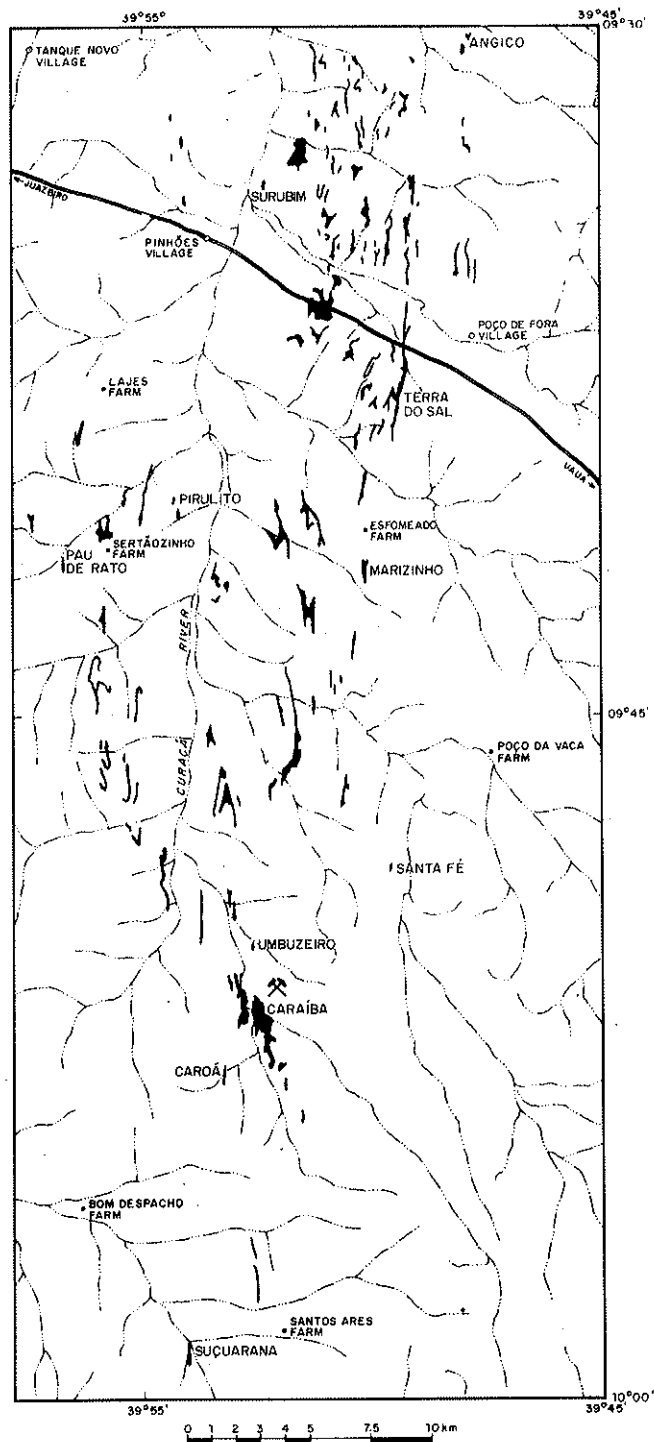 39°55'
39°45'
09°30'
TANQUE NOVO
VILLAGE
ANGICO
JUAZEIRO
SURUBIM
PINHÕES
VILLAGE
POÇO DE FORA
VILLAGE
LAJES
FARM
TERRA
DO SAL
UAUÁ
PIRULITO
ESFOMEADO
FARM
SERTÃOZINHO
FARM
PAU
DE RATO
MARIZINHO
CURAÇÁ RIVER
09°45'
POÇO DA VACA
FARM
SANTA FÉ
UMBUZEIRO
CARAÍBA
CAROÁ
BOM DESPACHO
FARM
SANTOS ARES
FARM
SUÇUARANA
10°00'
39°55'
39°45'
0 1 2 3 4 5 7.5 10 km